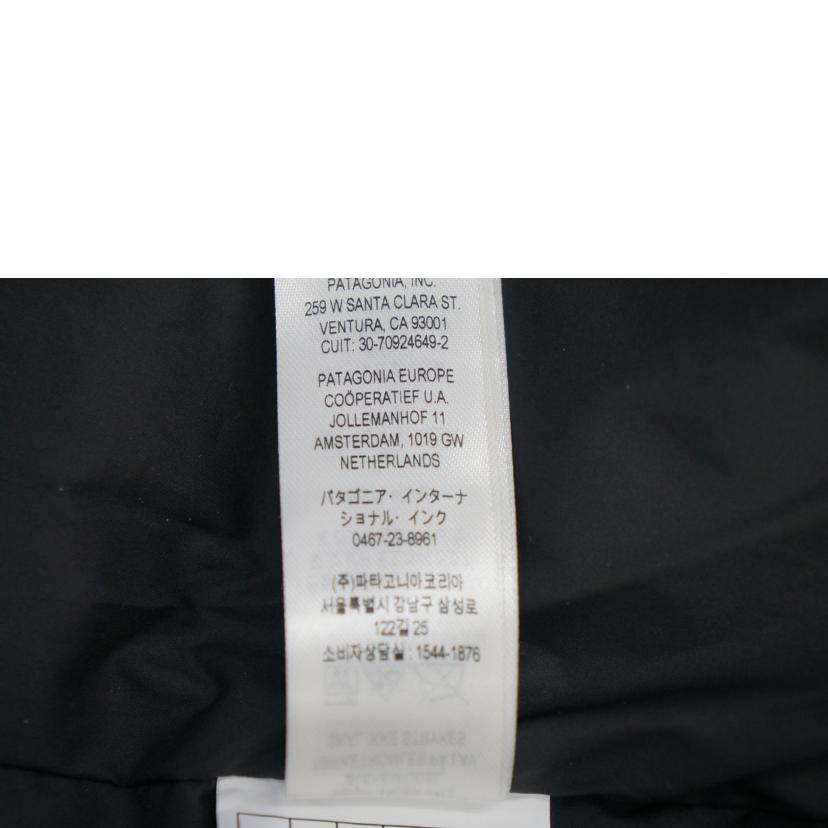 PATAGONIA, INC.
259 W SANTA CLARA ST.
VENTURA, CA 93001
CUIT: 30-70924649-2
PATAGONIA EUROPE
COÖPERATIEF U.A.
JOLLEMANHOF 11
AMSTERDAM, 1019 GW
NETHERLANDS
パタゴニア・インターナ
ショナル・インク
0467-23-8961
(주)파타고니아코리아
서울특별시 강남구 삼성로
122길 25
소비자상담실 : 1544-1876